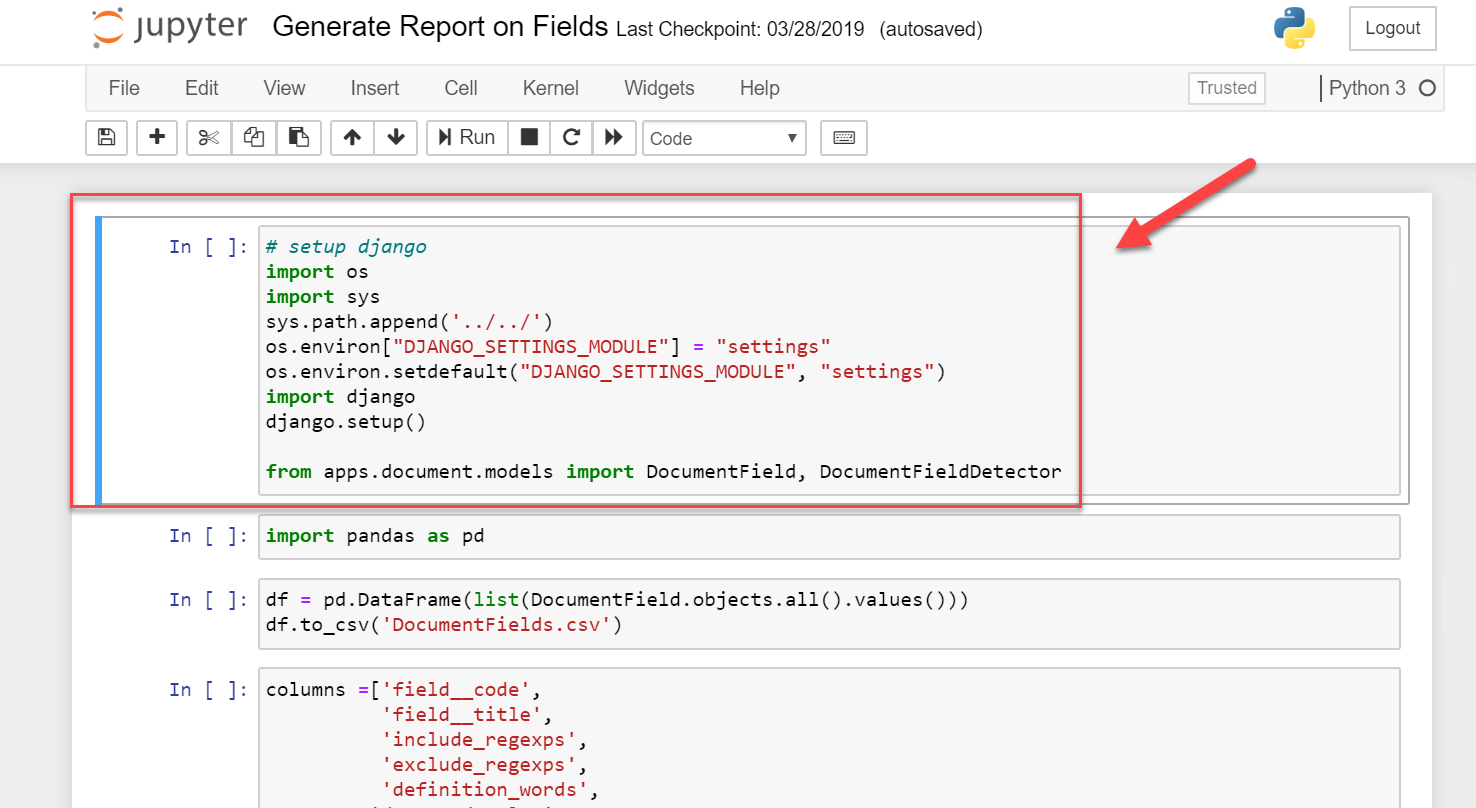 jupyter Generate Report on Fields Last Checkpoint: 03/28/2019 (autosaved) Logout
File Edit View Insert Cell Kernel Widgets Help Trusted Python 3
Run Code
In [ ]: # setup django
import os
import sys
sys.path.append('../../')
os.environ["DJANGO_SETTINGS_MODULE"] = "settings"
os.environ.setdefault("DJANGO_SETTINGS_MODULE", "settings")
import django
django.setup()
from apps.document.models import DocumentField, DocumentFieldDetector
In [ ]: import pandas as pd
In [ ]: df = pd.DataFrame(list(DocumentField.objects.all().values()))
df.to_csv('DocumentFields.csv')
In [ ]: columns =['field__code',
'field__title',
'include_regexps',
'exclude_regexps',
'definition_words',